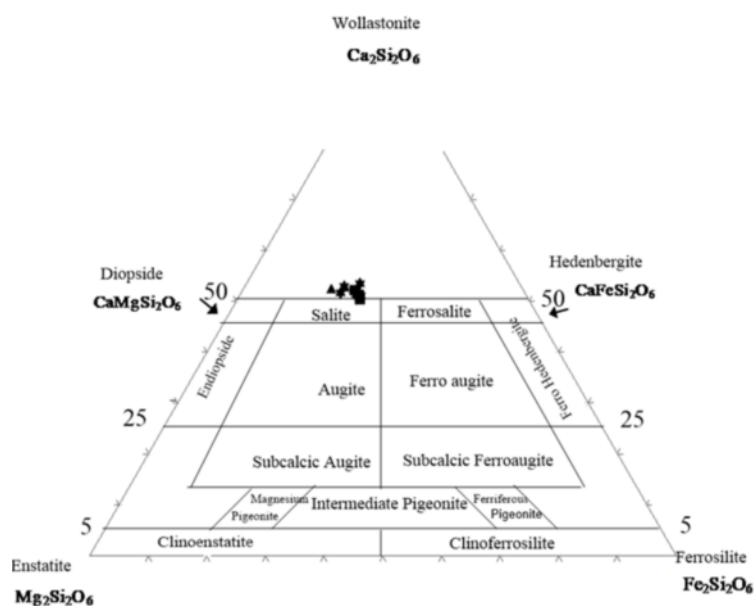 Wollastonite
Ca₂Si₂O₆
Diopside
CaMgSi₂O₆
50
Hedenbergite
50
CaFeSi₂O₆
Salite
Ferrosalite
Endiopside
Ferro Hedenbergite
Augite
Ferro augite
25
25
Subcalcic Augite
Subcalcic Ferroaugite
Magnesium
Pigeonite
Intermediate Pigeonite
Ferriferous
Pigeonite
5
5
Clinoenstatite
Clinoferrosilite
Enstatite
Mg₂Si₂O₆
Ferrosilite
Fe₂Si₂O₆